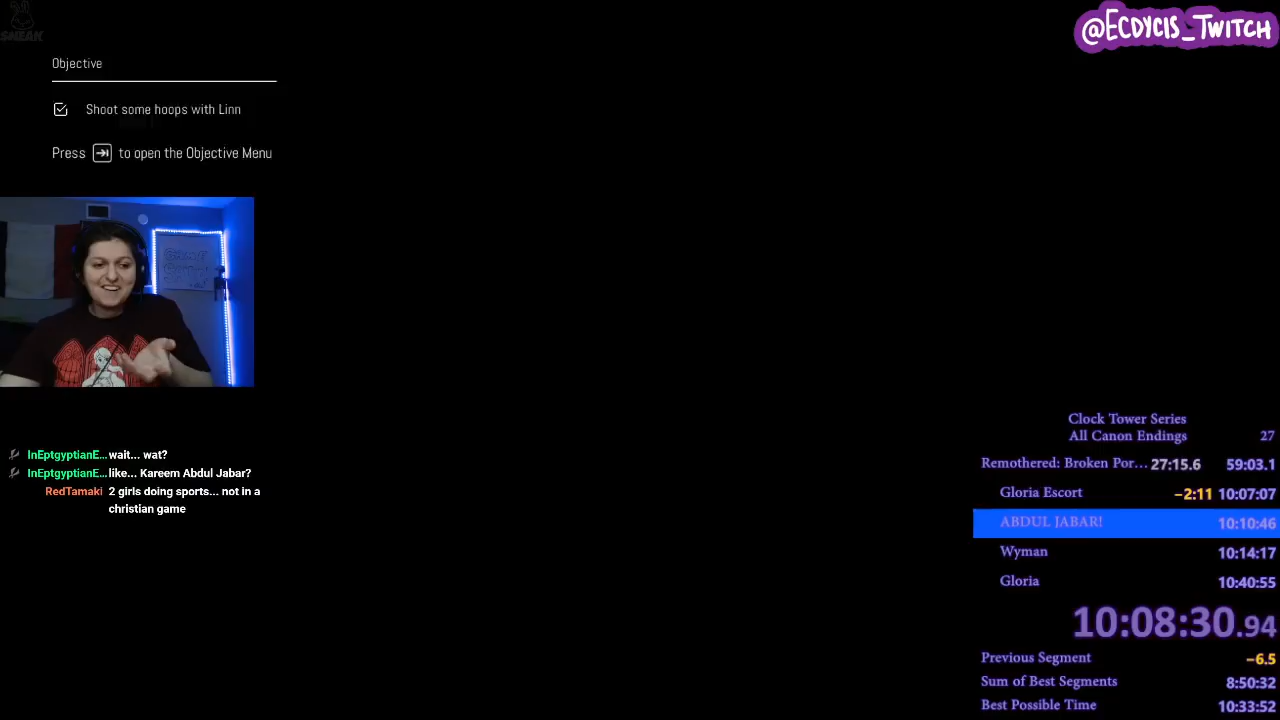 SNEAK
@ECDYCIS_TWITCH
Objective
Shoot some hoops with Linn
Press to open the Objective Menu
InEptgyptianE... wait... wat?
InEptgyptianE... like... Kareem Abdul Jabar?
RedTamaki 2 girls doing sports... not in a
christian game
Clock Tower Series
All Canon Endings 27
Remothered: Broken Por... 27:15.6 59:03.1
Gloria Escort −2:11 10:07:07
ABDUL JABAR! 10:10:46
Wyman 10:14:17
Gloria 10:40:55
10:08:30.94
Previous Segment −6.5
Sum of Best Segments 8:50:32
Best Possible Time 10:33:52